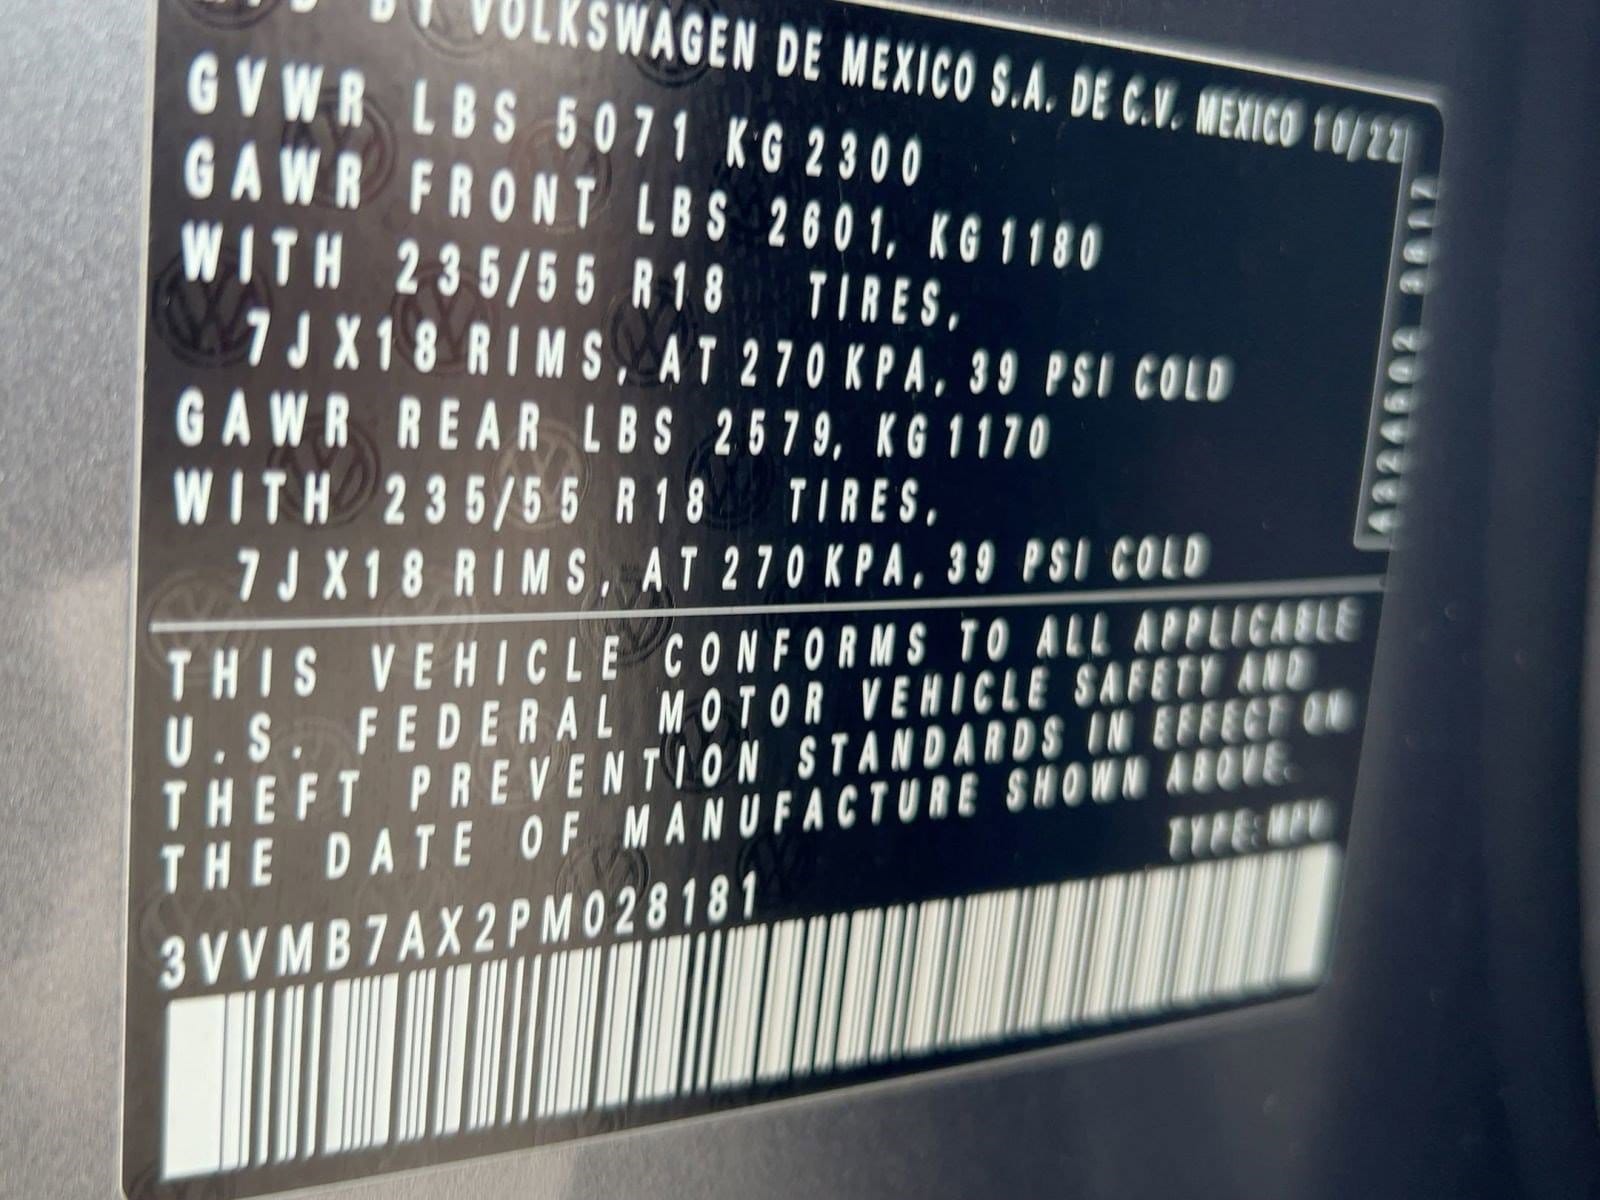 BY VOLKSWAGEN DE MEXICO S.A. DE C.V. MEXICO 10/22
GVWR LBS 5071 KG 2300
GAWR FRONT LBS 2601, KG 1180
WITH 235/55 R18 TIRES,
7JX18 RIMS, AT 270 KPA, 39 PSI COLD
GAWR REAR LBS 2579, KG 1170
WITH 235/55 R18 TIRES,
7JX18 RIMS, AT 270 KPA, 39 PSI COLD
THIS VEHICLE CONFORMS TO ALL APPLICABLE
U.S. FEDERAL MOTOR VEHICLE SAFETY AND
THEFT PREVENTION STANDARDS IN EFFECT ON
THE DATE OF MANUFACTURE SHOWN ABOVE.
TYPE: MPV
3VVMB7AX2PM028181